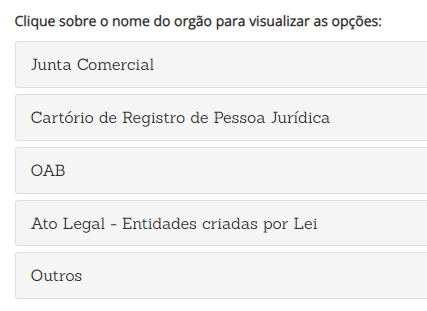 Clique sobre o nome do orgão para visualizar as opções:
Junta Comercial
Cartório de Registro de Pessoa Jurídica
OAB
Ato Legal - Entidades criadas por Lei
Outros